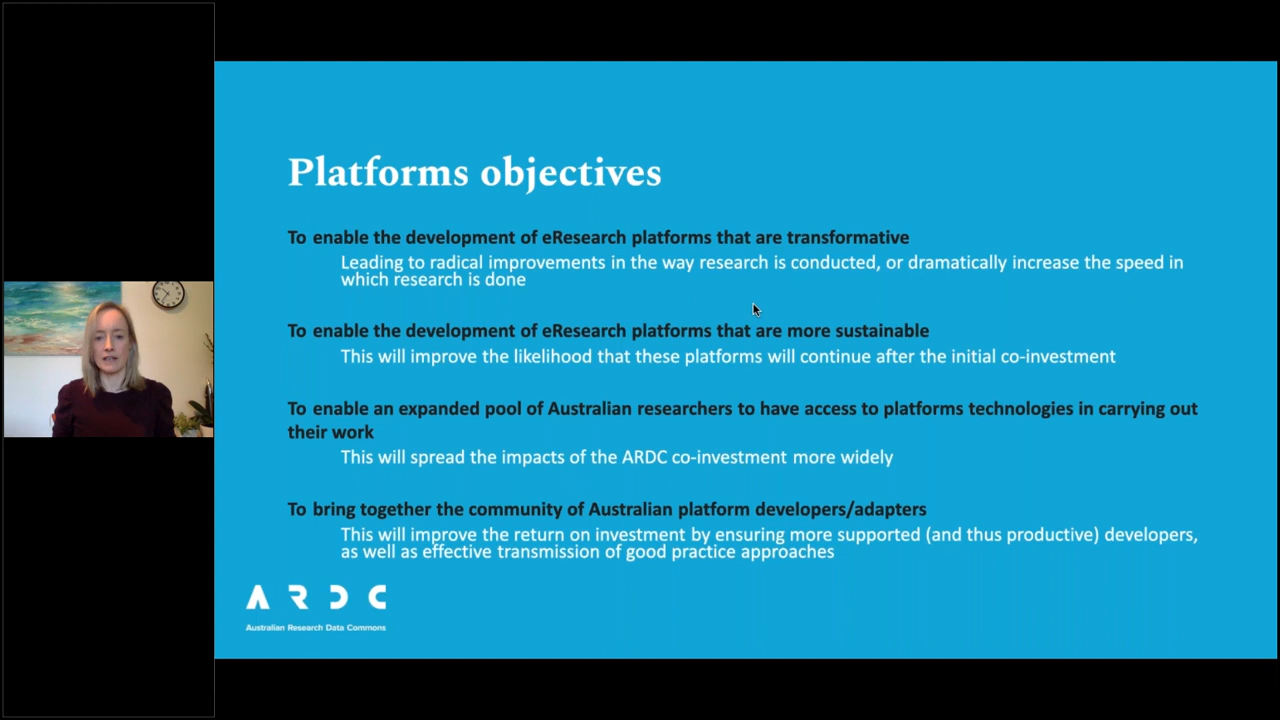 Platforms objectives
To enable the development of eResearch platforms that are transformative
Leading to radical improvements in the way research is conducted, or dramatically increase the speed in
which research is done
To enable the development of eResearch platforms that are more sustainable
This will improve the likelihood that these platforms will continue after the initial co-investment
To enable an expanded pool of Australian researchers to have access to platforms technologies in carrying out
their work
This will spread the impacts of the ARDC co-investment more widely
To bring together the community of Australian platform developers/adapters
This will improve the return on investment by ensuring more supported (and thus productive) developers,
as well as effective transmission of good practice approaches
ARDC
Australian Research Data Commons